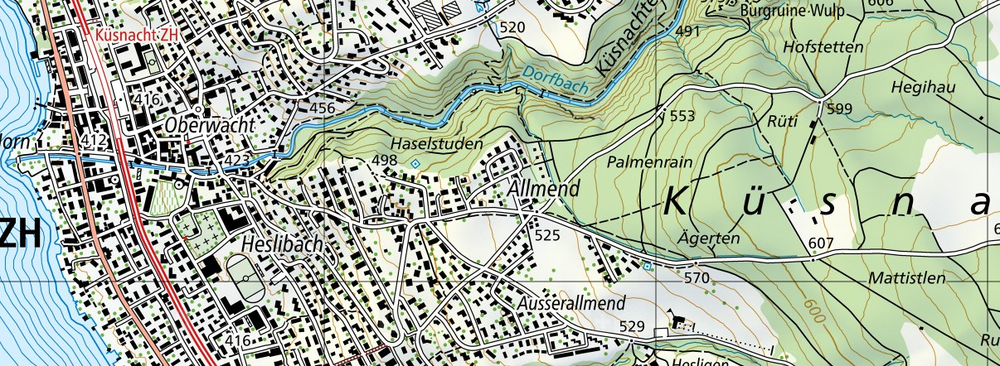 Burgruine Wulp
606
Küsnacht ZH
520
491
Küsnachte
Hofstetten
Dorfbach
Hegihau
416
456
553
599
Oberwacht
Rüti
412
Horn
423
498
Haselstuden
Palmenrain
Allmend
K ü s n a
ZH
525
Heslibach
Ägerten
607
570
Mattistlen
Ausserallmend
600
529
416
Hesligen
Ru